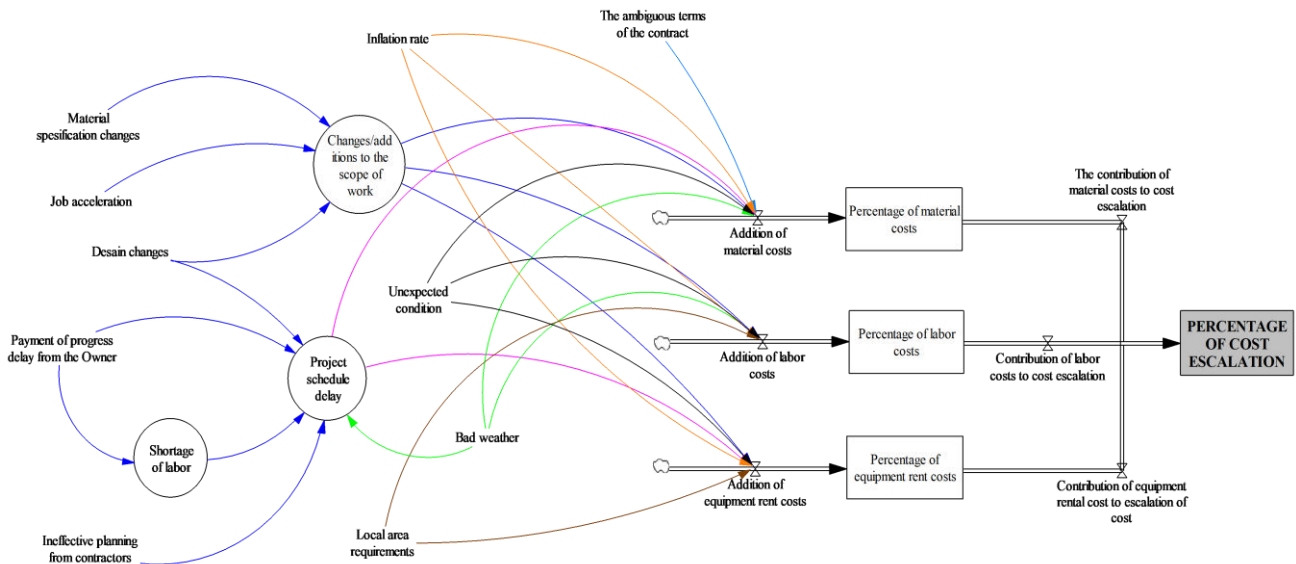 The ambiguous terms
of the contract
Inflation rate
Material
spesification changes
Changes/add
itions to the
scope of
work
Job acceleration
The contribution of
material costs to cost
escalation
Percentage of material
costs
Addition of
material costs
Desain changes
Unexpected
condition
Payment of progress
delay from the Owner
Project
schedule
delay
Percentage of labor
costs
Addition of labor
costs
Contribution of labor
costs to cost escalation
PERCENTAGE
OF COST
ESCALATION
Shortage
of labor
Bad weather
Percentage of
equipment rent costs
Addition of
equipment rent costs
Contribution of equipment
rental cost to escalation of
cost
Local area
requirements
Ineffective planning
from contractors